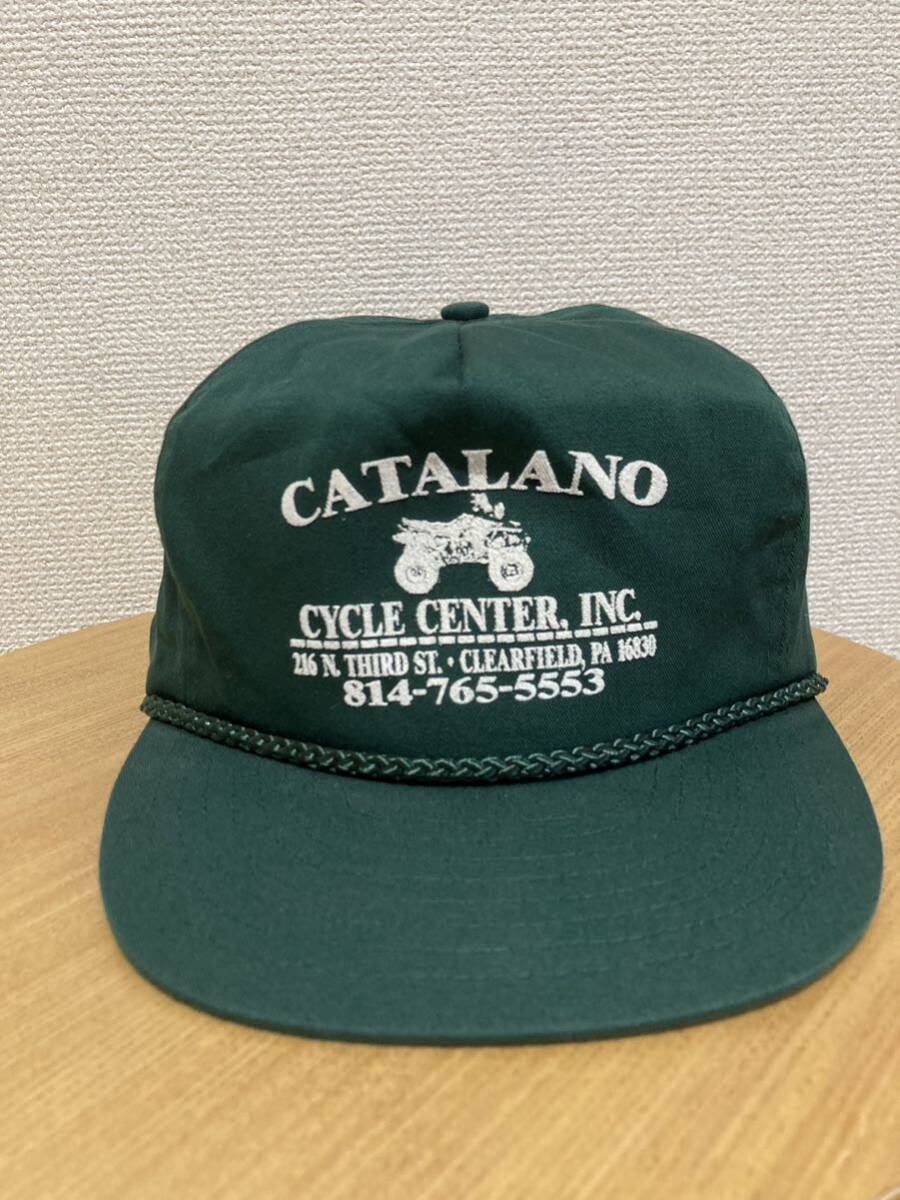 CATALANO
CYCLE CENTER, INC.
216 N. THIRD ST. • CLEARFIELD, PA 16830
814-765-5553